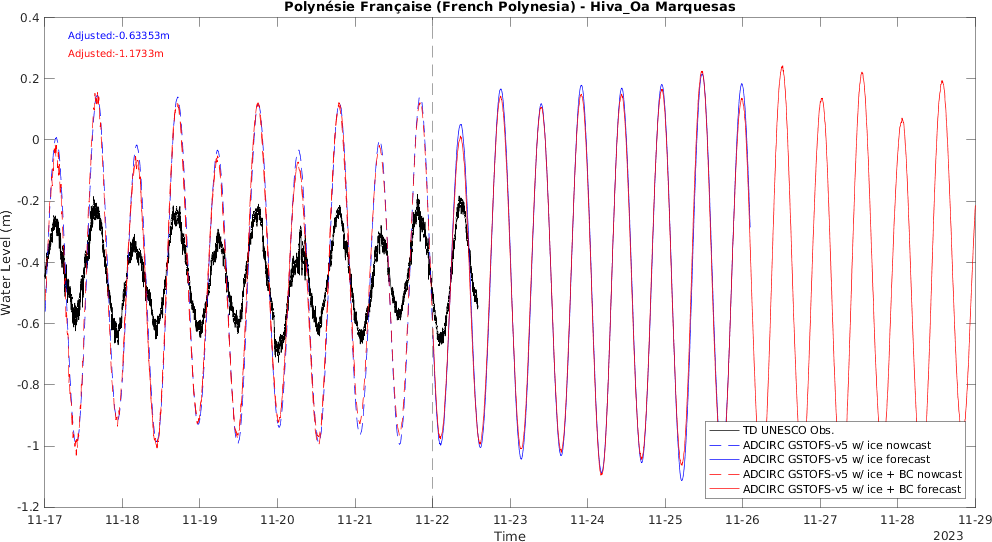 Polynésie Française (French Polynesia) - Hiva_Oa Marquesas
Adjusted:-0.63353m
Adjusted:-1.1733m
Water Level (m)
0.4
0.2
0
-0.2
-0.4
-0.6
-0.8
-1
-1.2
TD UNESCO Obs.
ADCIRC GSTOFS-v5 w/ ice nowcast
ADCIRC GSTOFS-v5 w/ ice forecast
ADCIRC GSTOFS-v5 w/ ice + BC nowcast
ADCIRC GSTOFS-v5 w/ ice + BC forecast
11-17 11-18 11-19 11-20 11-21 11-22 11-23 11-24 11-25 11-26 11-27 11-28 11-29
Time
2023